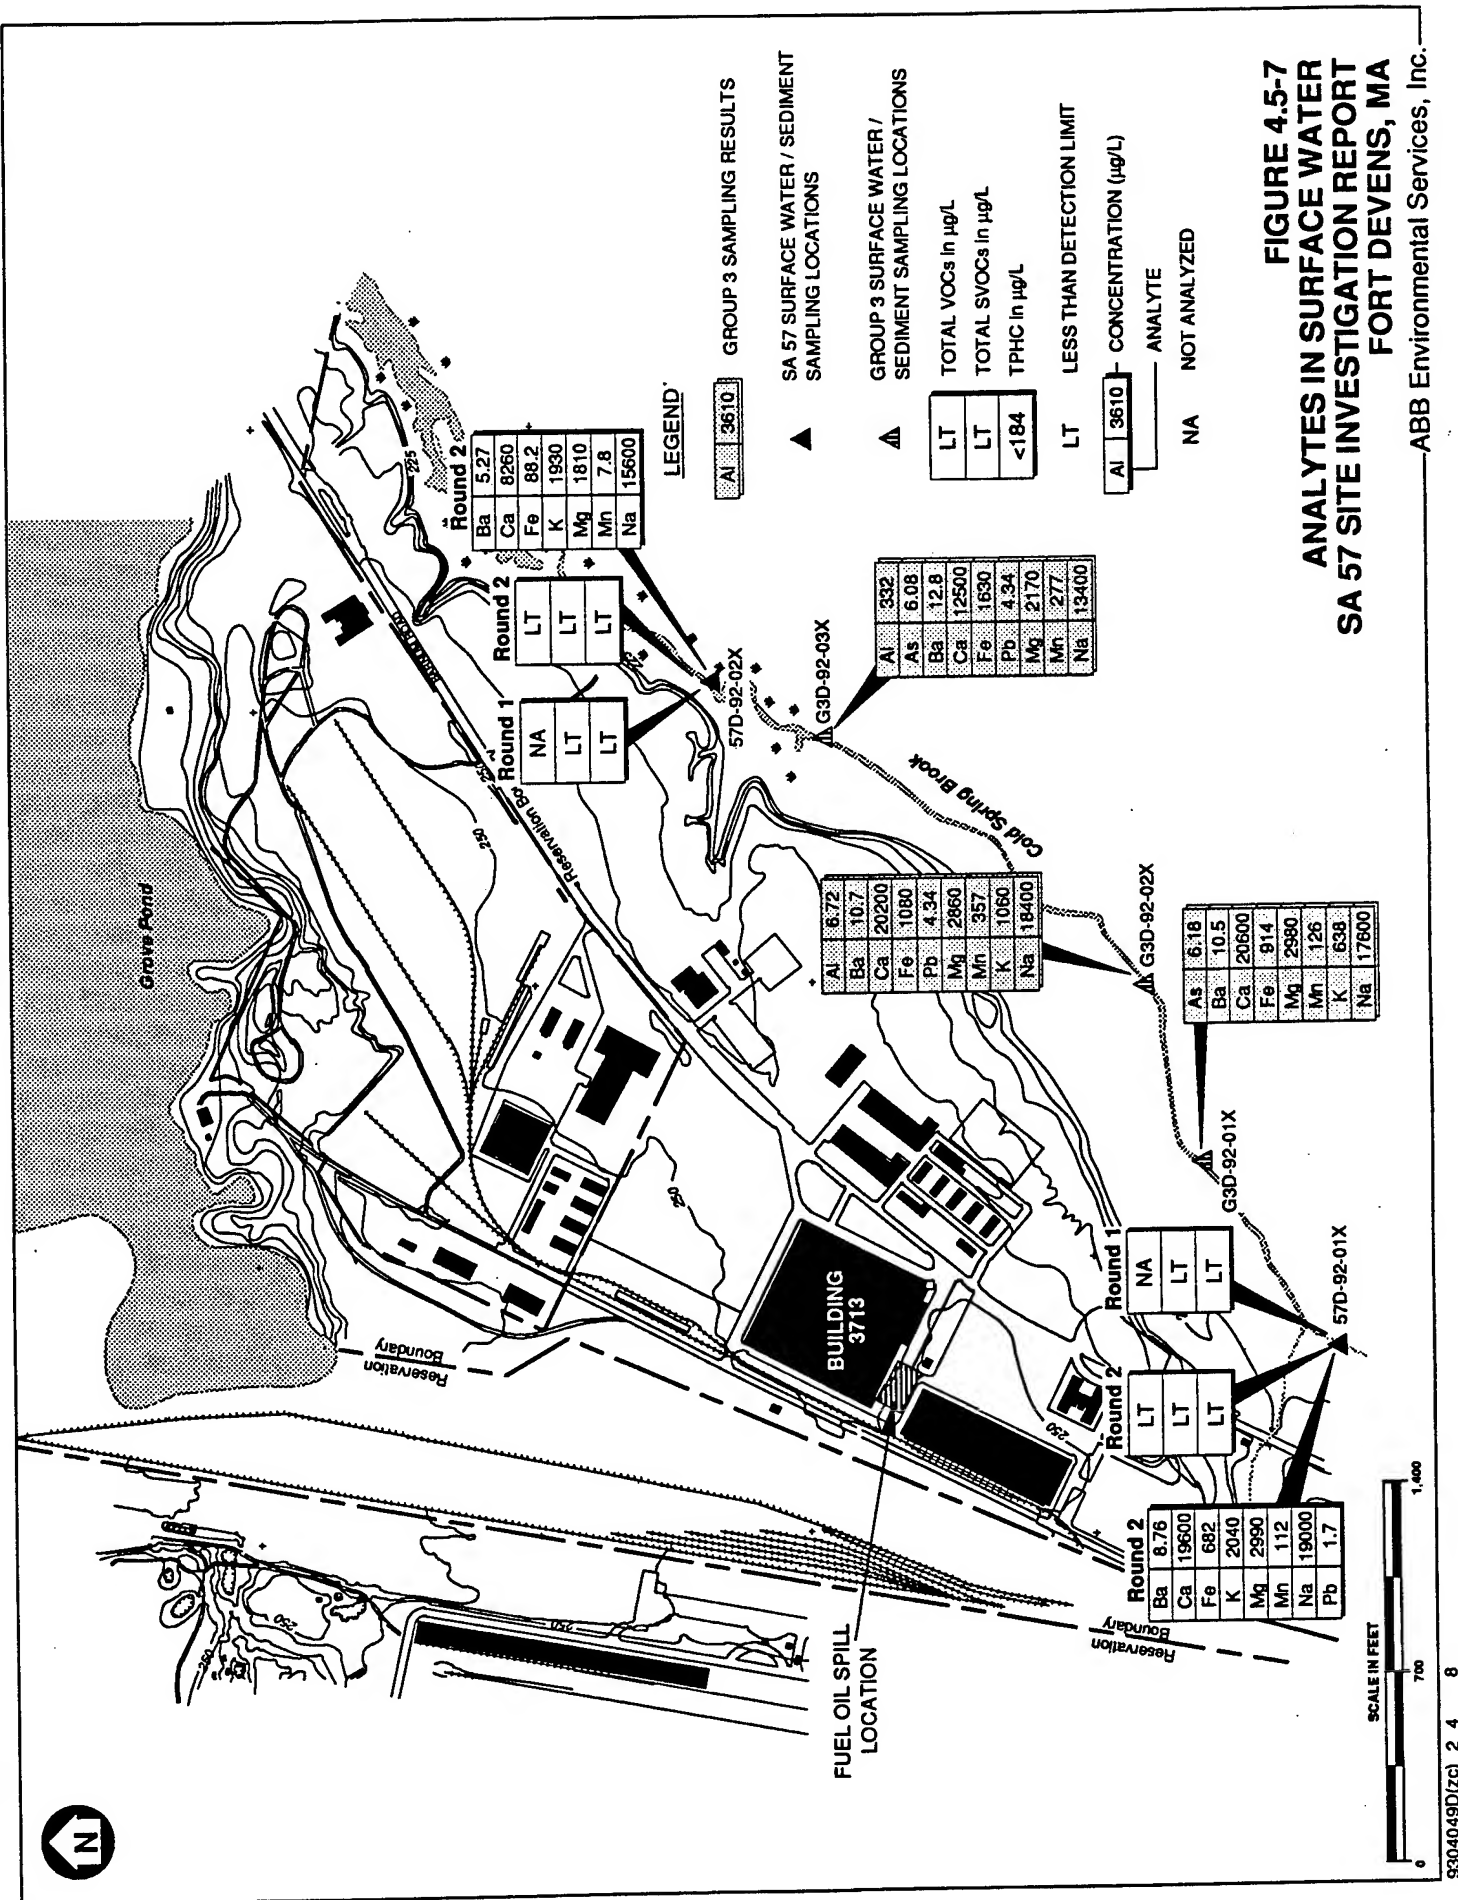 N
Grove Pond
Reservation
Boundary
BARNUM ROAD
Reservation Bo
250
250
250
250
250
250
250
225
225
Cold Spring Brook
BUILDING
3713
FUEL OIL SPILL
LOCATION
Reservation
Boundary
Round 2
Ba 5.27
Ca 8260
Fe 88.2
K 1930
Mg 1810
Mn 7.8
Na 15600
Round 2
LT
LT
LT
Round 1
NA
LT
LT
57D-92-02X
G3D-92-03X
Al 332
As 6.08
Ba 12.8
Ca 12500
Fe 1630
Pb 4.34
Mg 2170
Mn 277
Na 13400
Al 6.72
Ba 10.7
Ca 20200
Fe 1080
Pb 4.34
Mg 2860
Mn 357
K 1060
Na 18400
G3D-92-02X
As 6.18
Ba 10.5
Ca 20600
Fe 914
Mg 2980
Mn 126
K 638
Na 17600
G3D-92-01X
Round 1
NA
LT
LT
57D-92-01X
Round 2
LT
LT
LT
Round 2
Ba 8.76
Ca 19600
Fe 682
K 2040
Mg 2990
Mn 112
Na 19000
Pb 1.7
LEGEND
Al 3610 GROUP 3 SAMPLING RESULTS
SA 57 SURFACE WATER / SEDIMENT
SAMPLING LOCATIONS
GROUP 3 SURFACE WATER /
SEDIMENT SAMPLING LOCATIONS
LT TOTAL VOCs in µg/L
LT TOTAL SVOCs in µg/L
<184 TPHC in µg/L
LT LESS THAN DETECTION LIMIT
Al 3610 CONCENTRATION (µg/L)
ANALYTE
NA NOT ANALYZED
SCALE IN FEET
0 700 1,400
FIGURE 4.5-7
ANALYTES IN SURFACE WATER
SA 57 SITE INVESTIGATION REPORT
FORT DEVENS, MA
ABB Environmental Services, Inc.
9304049D(zc) 2 4 8